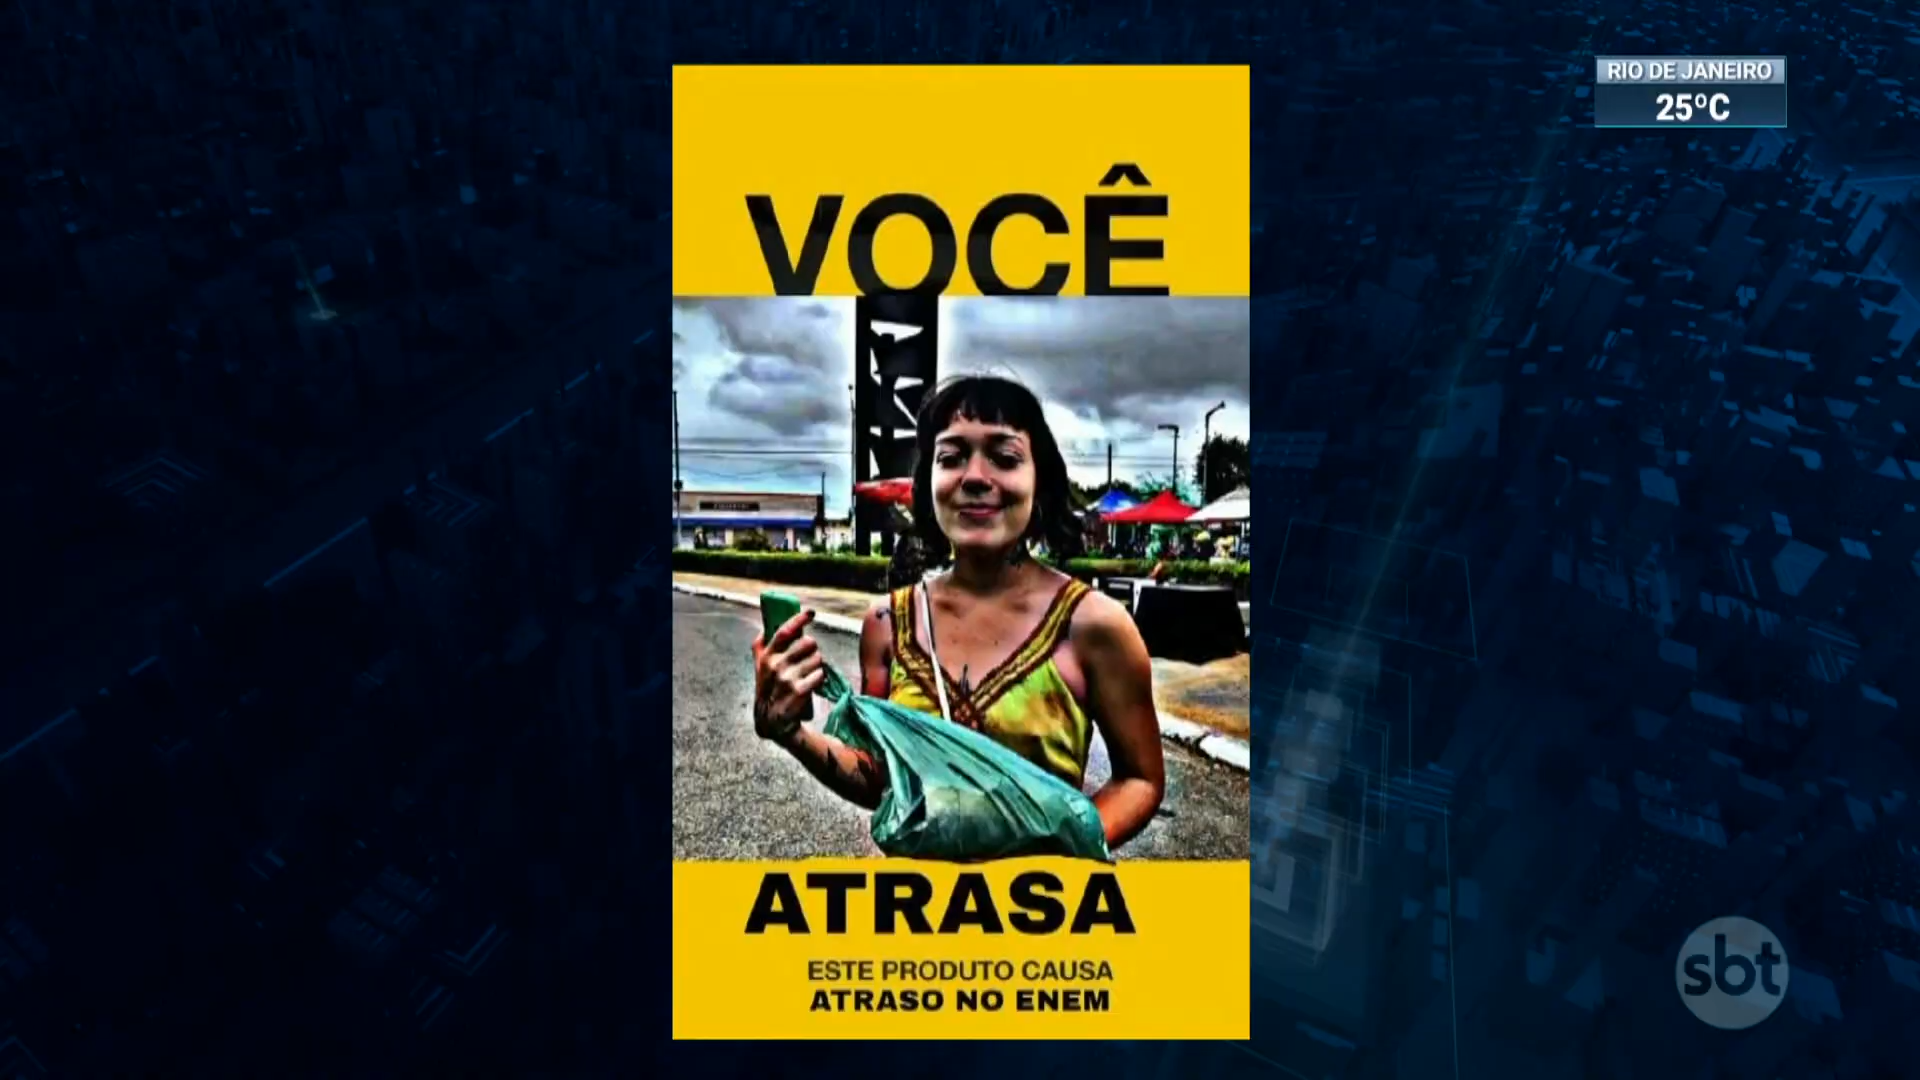 RIO DE JANEIRO
25°C
VOCÊ
ATRASA
ESTE PRODUTO CAUSA
ATRASO NO ENEM
sbt